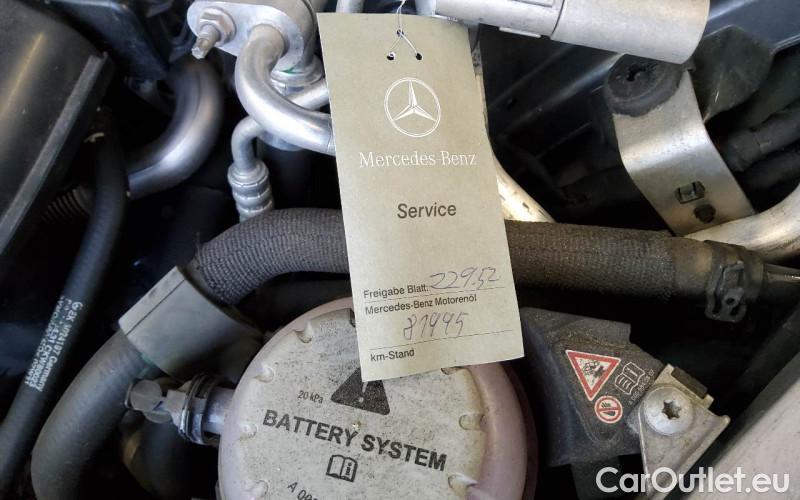 Mercedes-Benz
Service
Freigabe Blatt: 229.52
Mercedes-Benz Motorenöl
81995
km-Stand
20 kPa
BATTERY SYSTEM
A 00
CarOutlet.eu